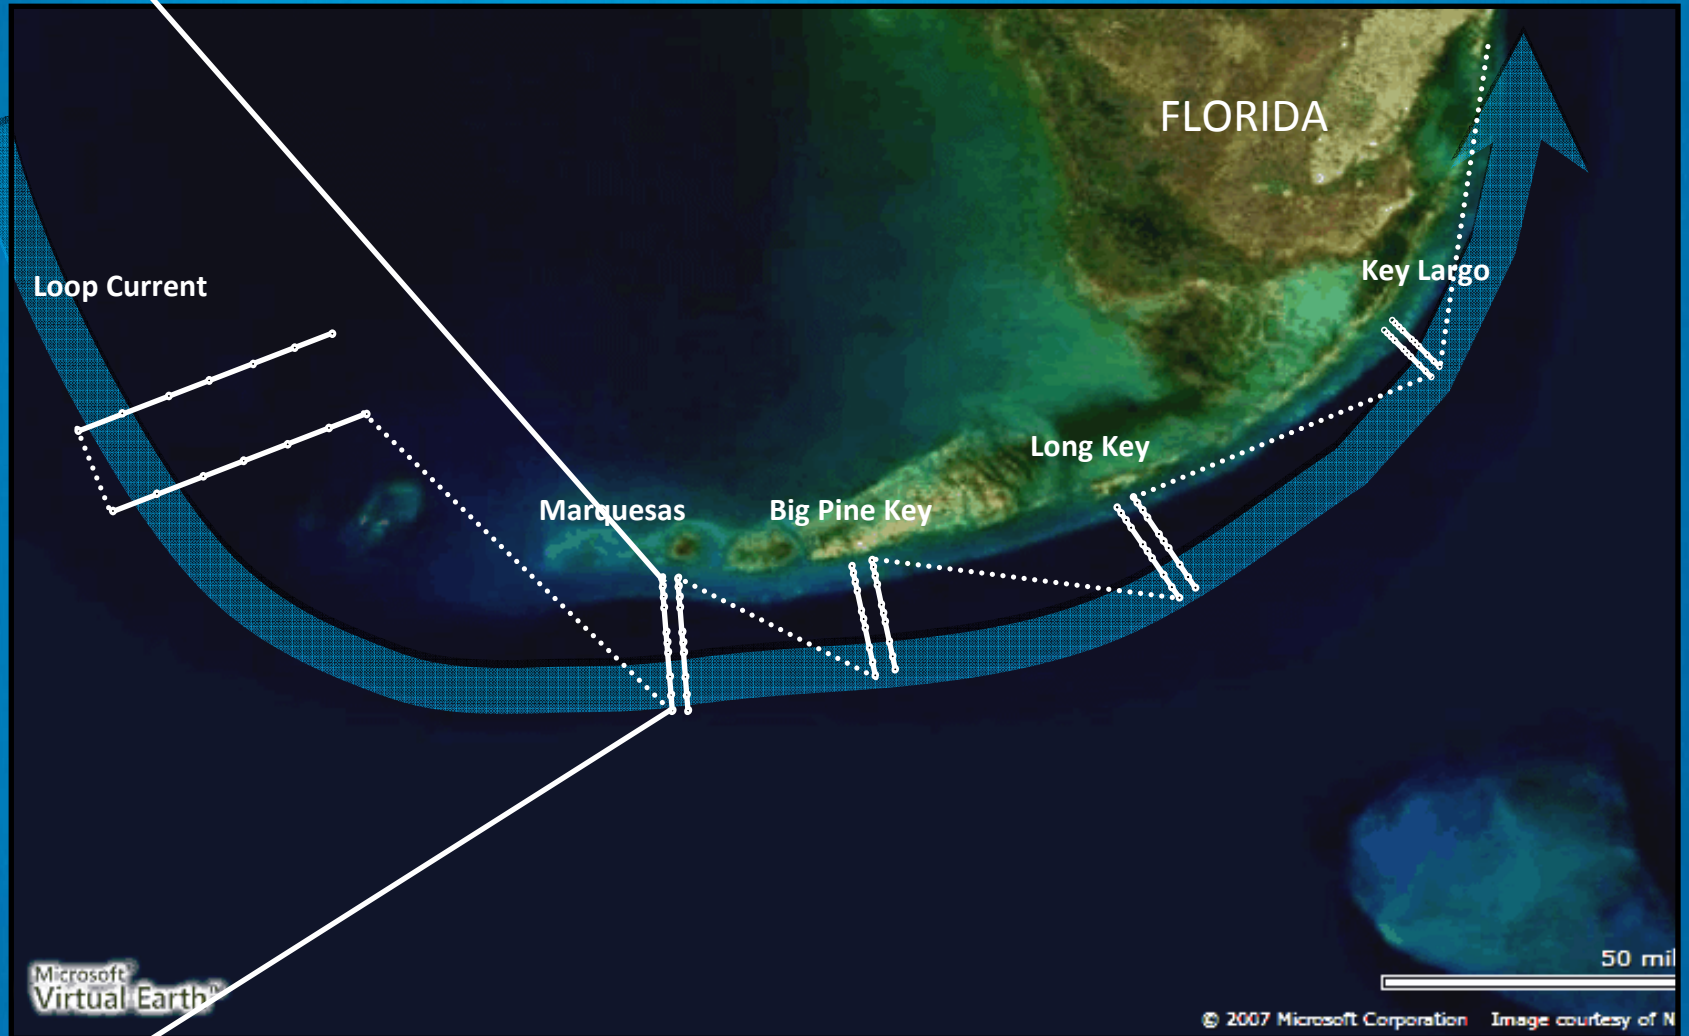 FLORIDA
Key Largo
Loop Current
Long Key
Marquesas
Big Pine Key
50 mil
Microsoft®
Virtual Earth™
© 2007 Microsoft Corporation Image courtesy of N